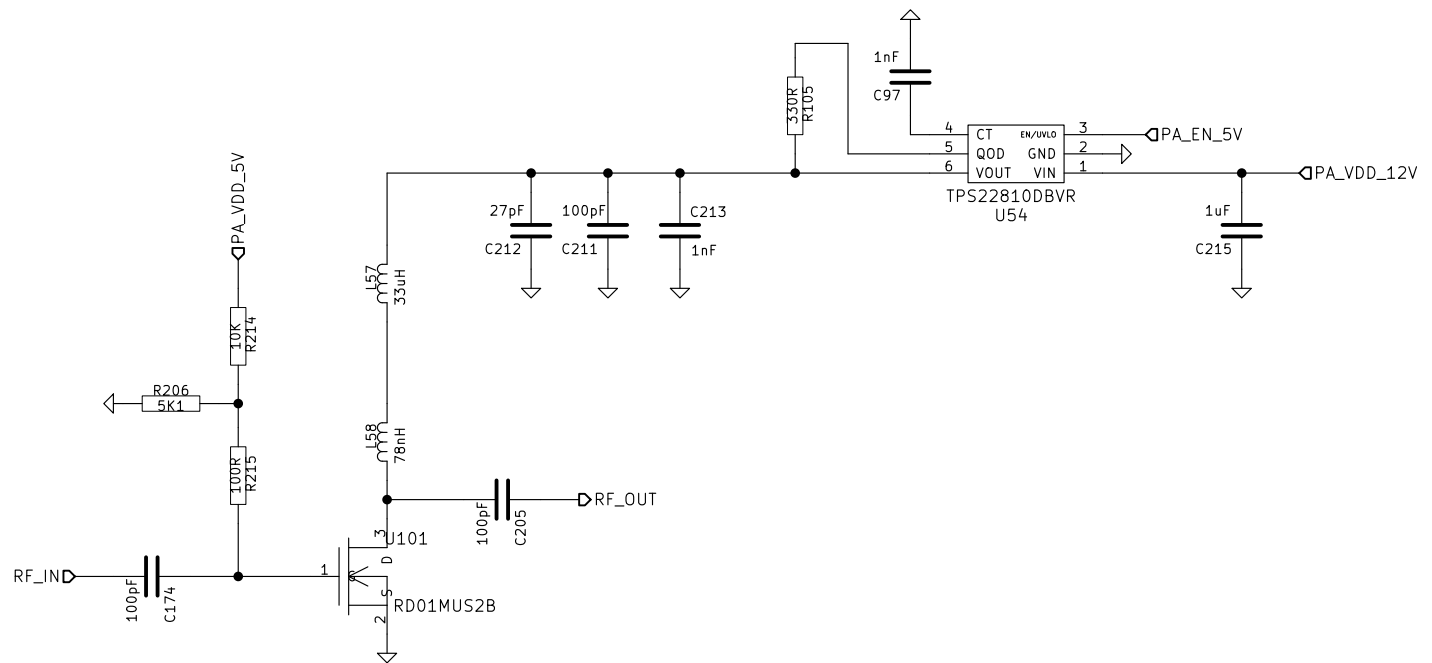 1nF
C97
330R
R105
4 CT EN/UVLO 3
5 QOD GND 2
6 VOUT VIN 1
TPS22810DBVR
U54
PA_EN_5V
PA_VDD_12V
1uF
C215
27pF
C212
100pF
C211
C213
1nF
PA_VDD_5V
L57
33uH
10K
R214
R206
5K1
100R
R215
L58
78nH
100pF
C205
RF_OUT
U101
3
D
1
G
S
2
RD01MUS2B
RF_IN
100pF
C174